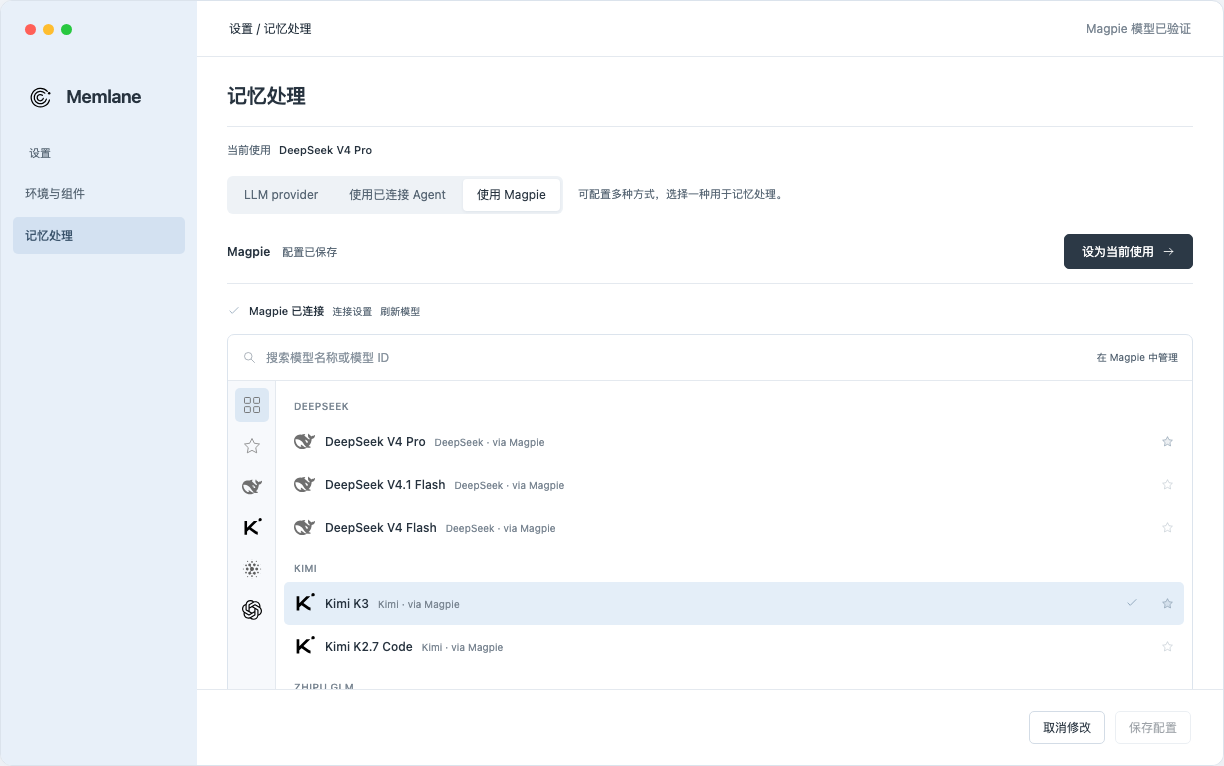 设置 / 记忆处理
Magpie 模型已验证
Memlane
设置
环境与组件
记忆处理
记忆处理
当前使用 DeepSeek V4 Pro
LLM provider 使用已连接 Agent 使用 Magpie 可配置多种方式，选择一种用于记忆处理。
Magpie 配置已保存
设为当前使用 →
Magpie 已连接 连接设置 刷新模型
搜索模型名称或模型 ID
在 Magpie 中管理
DEEPSEEK
DeepSeek V4 Pro DeepSeek · via Magpie
DeepSeek V4.1 Flash DeepSeek · via Magpie
DeepSeek V4 Flash DeepSeek · via Magpie
KIMI
Kimi K3 Kimi · via Magpie
Kimi K2.7 Code Kimi · via Magpie
ZHIPU GLM
取消修改 保存配置